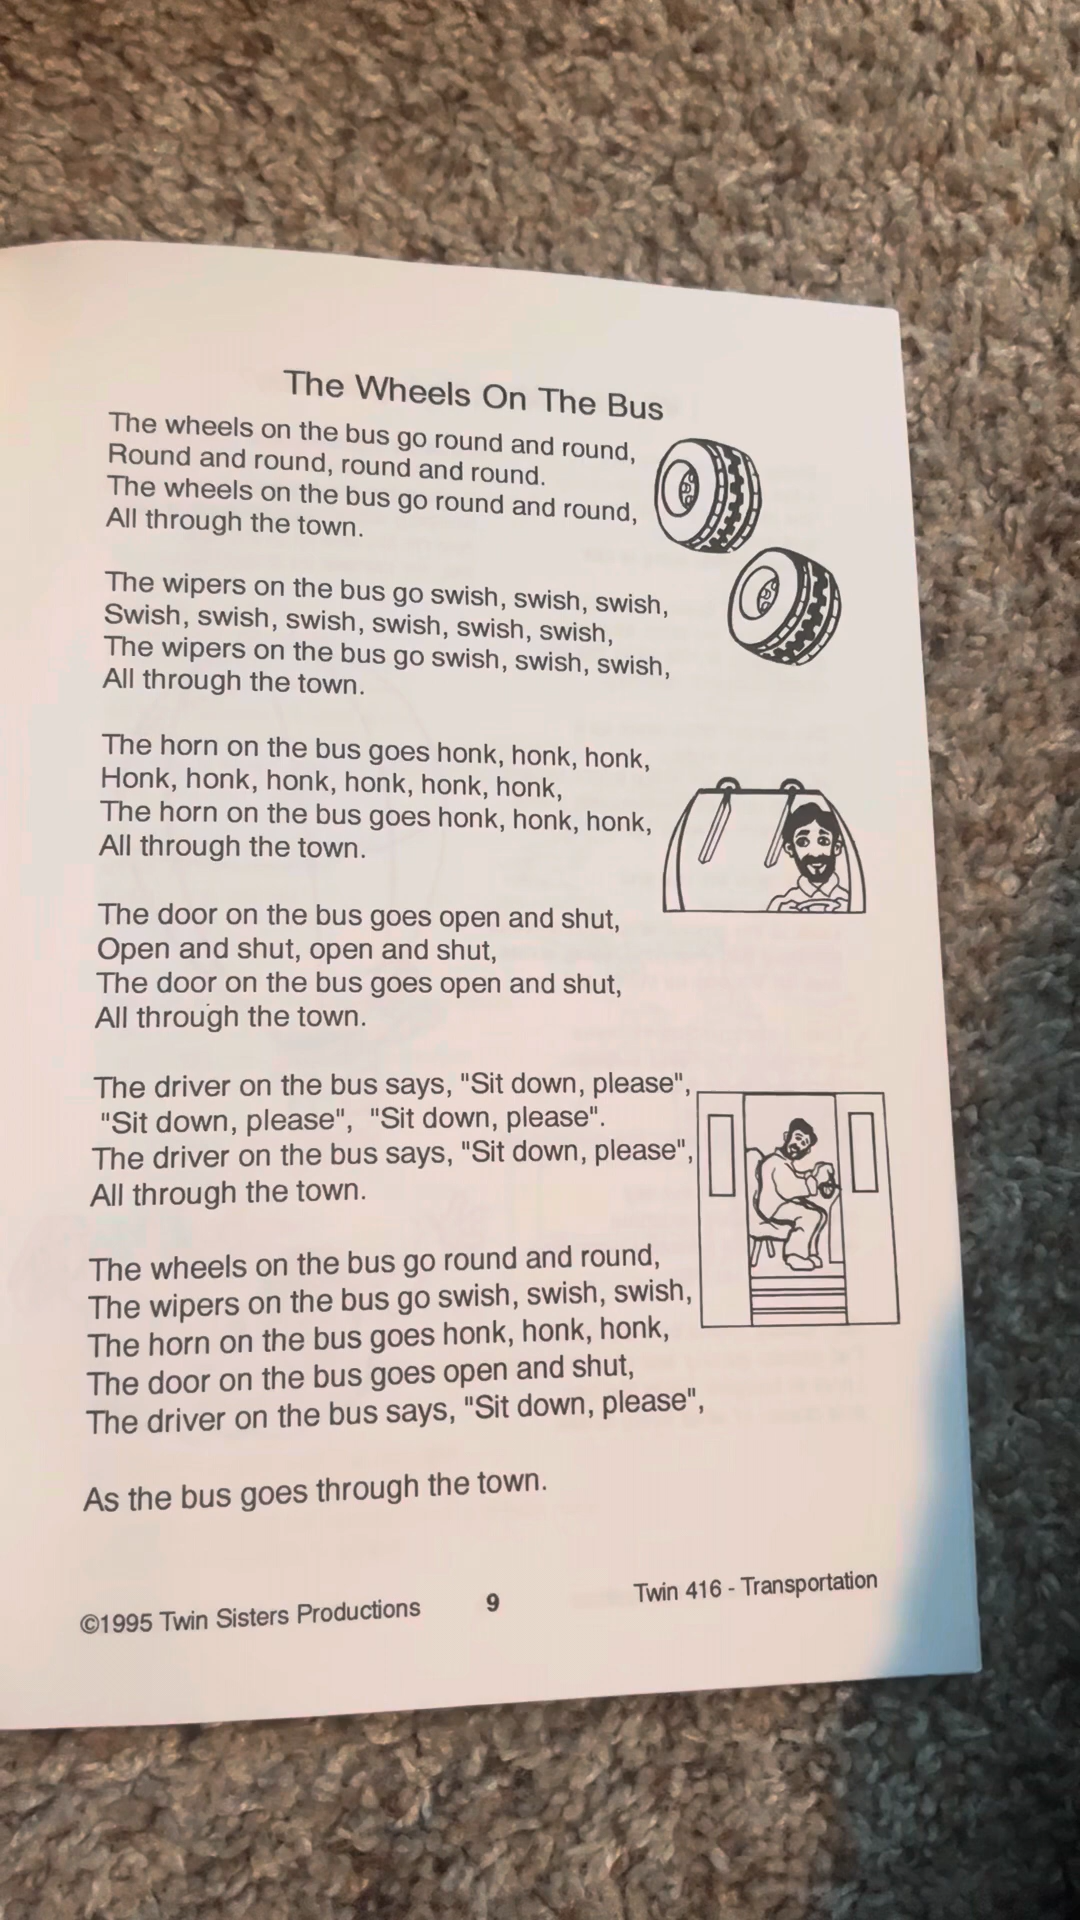 The Wheels On The Bus
The wheels on the bus go round and round,
Round and round, round and round.
The wheels on the bus go round and round,
All through the town.
The wipers on the bus go swish, swish, swish,
Swish, swish, swish, swish, swish, swish,
The wipers on the bus go swish, swish, swish,
All through the town.
The horn on the bus goes honk, honk, honk,
Honk, honk, honk, honk, honk, honk,
The horn on the bus goes honk, honk, honk,
All through the town.
The door on the bus goes open and shut,
Open and shut, open and shut,
The door on the bus goes open and shut,
All through the town.
The driver on the bus says, "Sit down, please",
"Sit down, please", "Sit down, please".
The driver on the bus says, "Sit down, please",
All through the town.
The wheels on the bus go round and round,
The wipers on the bus go swish, swish, swish,
The horn on the bus goes honk, honk, honk,
The door on the bus goes open and shut,
The driver on the bus says, "Sit down, please",
As the bus goes through the town.
©1995 Twin Sisters Productions 9 Twin 416 - Transportation